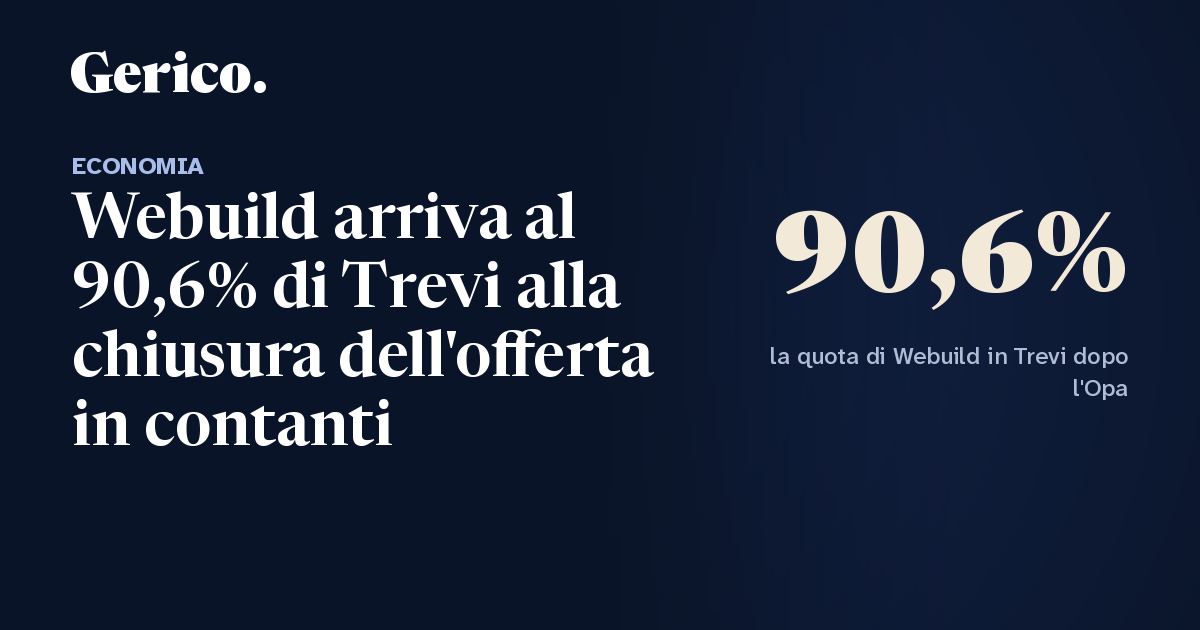 Gerico.
ECONOMIA
Webuild arriva al
90,6% di Trevi alla
chiusura dell'offerta
in contanti
90,6%
la quota di Webuild in Trevi dopo
l'Opa